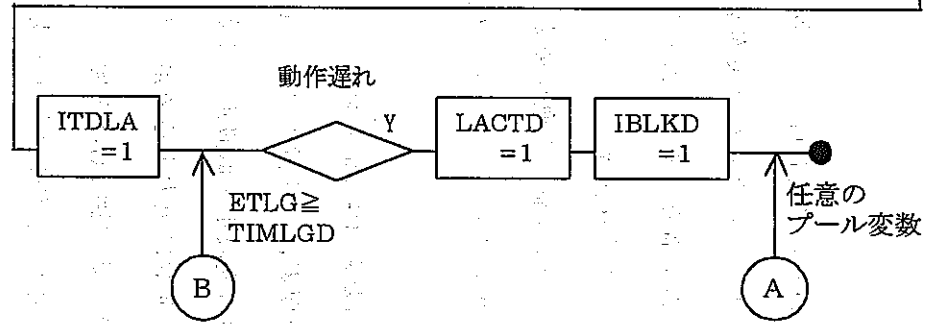 動作遅れ
ITDLA
=1
Y
LACTD
=1
IBLKD
=1
ETLG≧
TIMLGD
任意の
プール変数
B
A